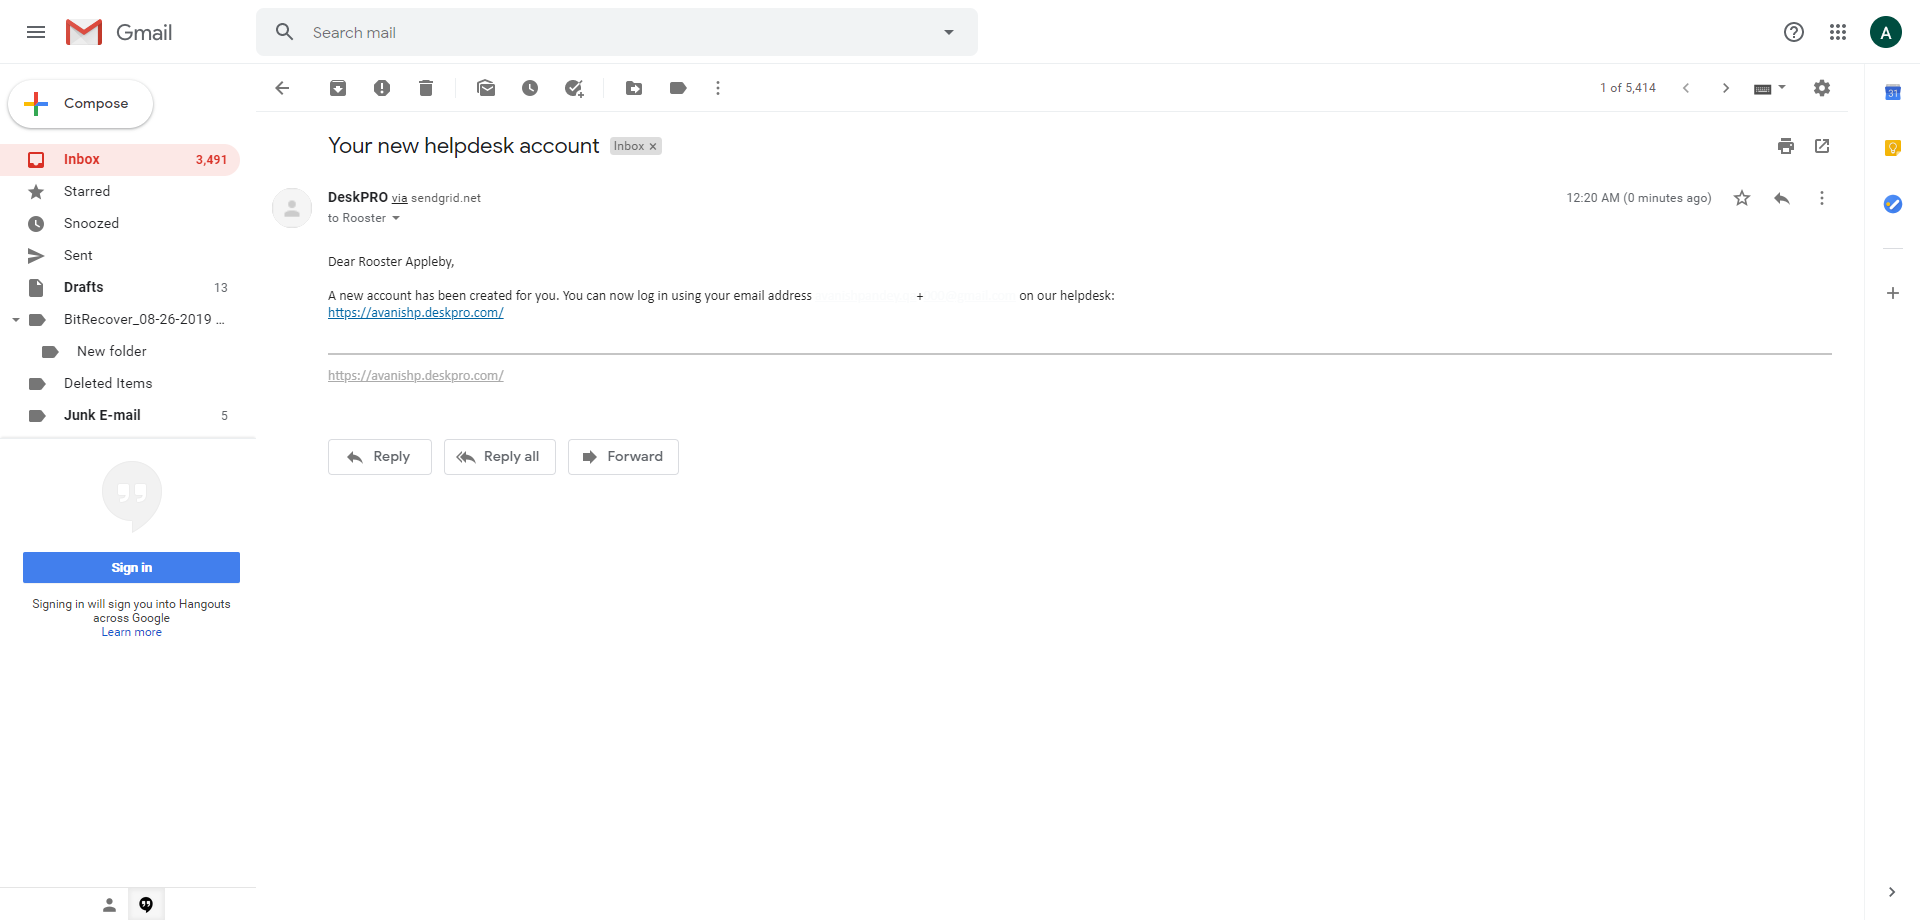 Gmail
Search mail
A
Compose
1 of 5,414
31
Inbox 3,491
Starred
Snoozed
Sent
Drafts 13
BitRecover_08-26-2019 ...
New folder
Deleted Items
Junk E-mail 5
Your new helpdesk account Inbox ×
DeskPRO via sendgrid.net 12:20 AM (0 minutes ago)
to Rooster
Dear Rooster Appleby,
A new account has been created for you. You can now log in using your email address + on our helpdesk:
https://avanishp.deskpro.com/
https://avanishp.deskpro.com/
Reply Reply all Forward
Sign in
Signing in will sign you into Hangouts
across Google
Learn more